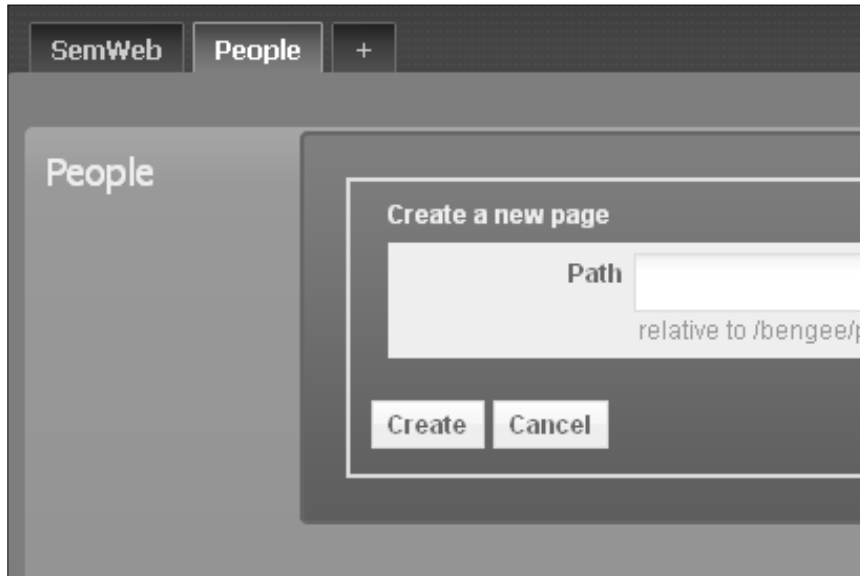 SemWeb People +
People
Create a new page
Path
relative to /bengee/p
Create Cancel